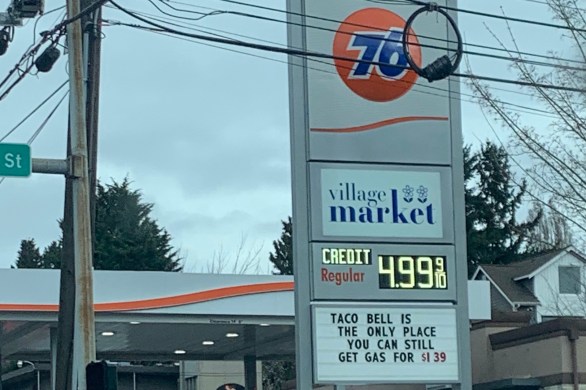 76
St
village
market
CREDIT
Regular 4.99 9/10
TACO BELL IS
THE ONLY PLACE
YOU CAN STILL
GET GAS FOR $1 39